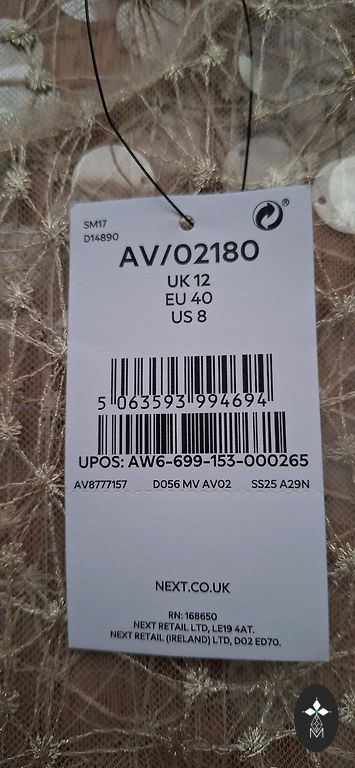 SM17
D14890
®
AV/02180
UK 12
EU 40
US 8
5 063593 994694
UPOS: AW6-699-153-000265
AV8777157 D056 MV AV02 SS25 A29N
NEXT.CO.UK
RN: 168650
NEXT RETAIL LTD, LE19 4AT.
NEXT RETAIL (IRELAND) LTD, D02 ED70.
M